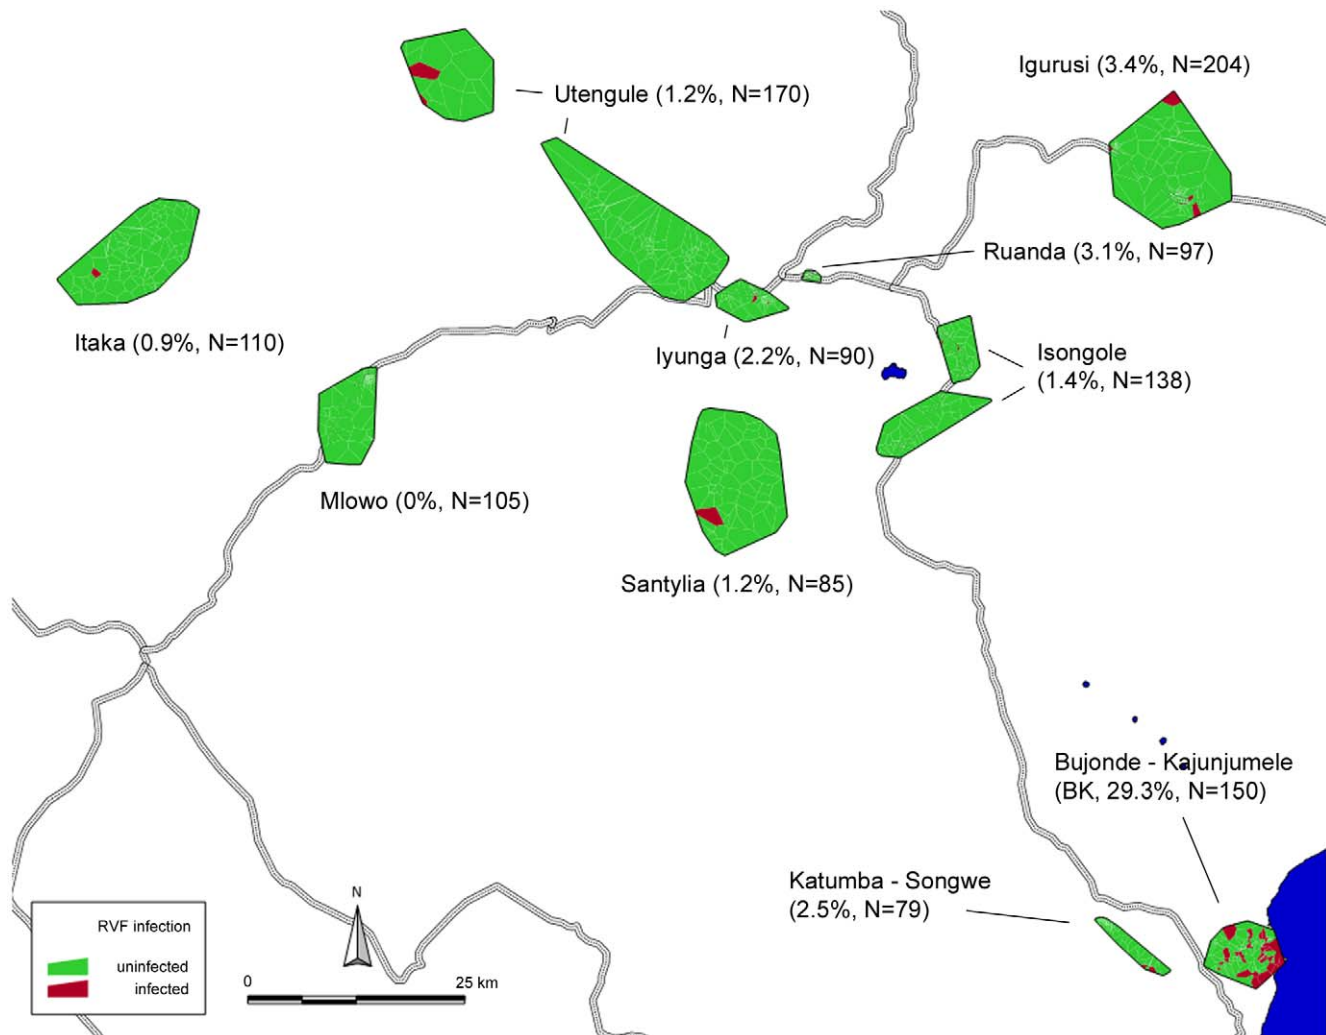 Igurusi (3.4%, N=204)
Utengule (1.2%, N=170)
Ruanda (3.1%, N=97)
Itaka (0.9%, N=110)
Iyunga (2.2%, N=90)
Isongole
(1.4%, N=138)
Mlowo (0%, N=105)
Santylia (1.2%, N=85)
Bujonde - Kajunjumele
(BK, 29.3%, N=150)
Katumba - Songwe
(2.5%, N=79)
RVF infection
uninfected
infected
N
0 25 km